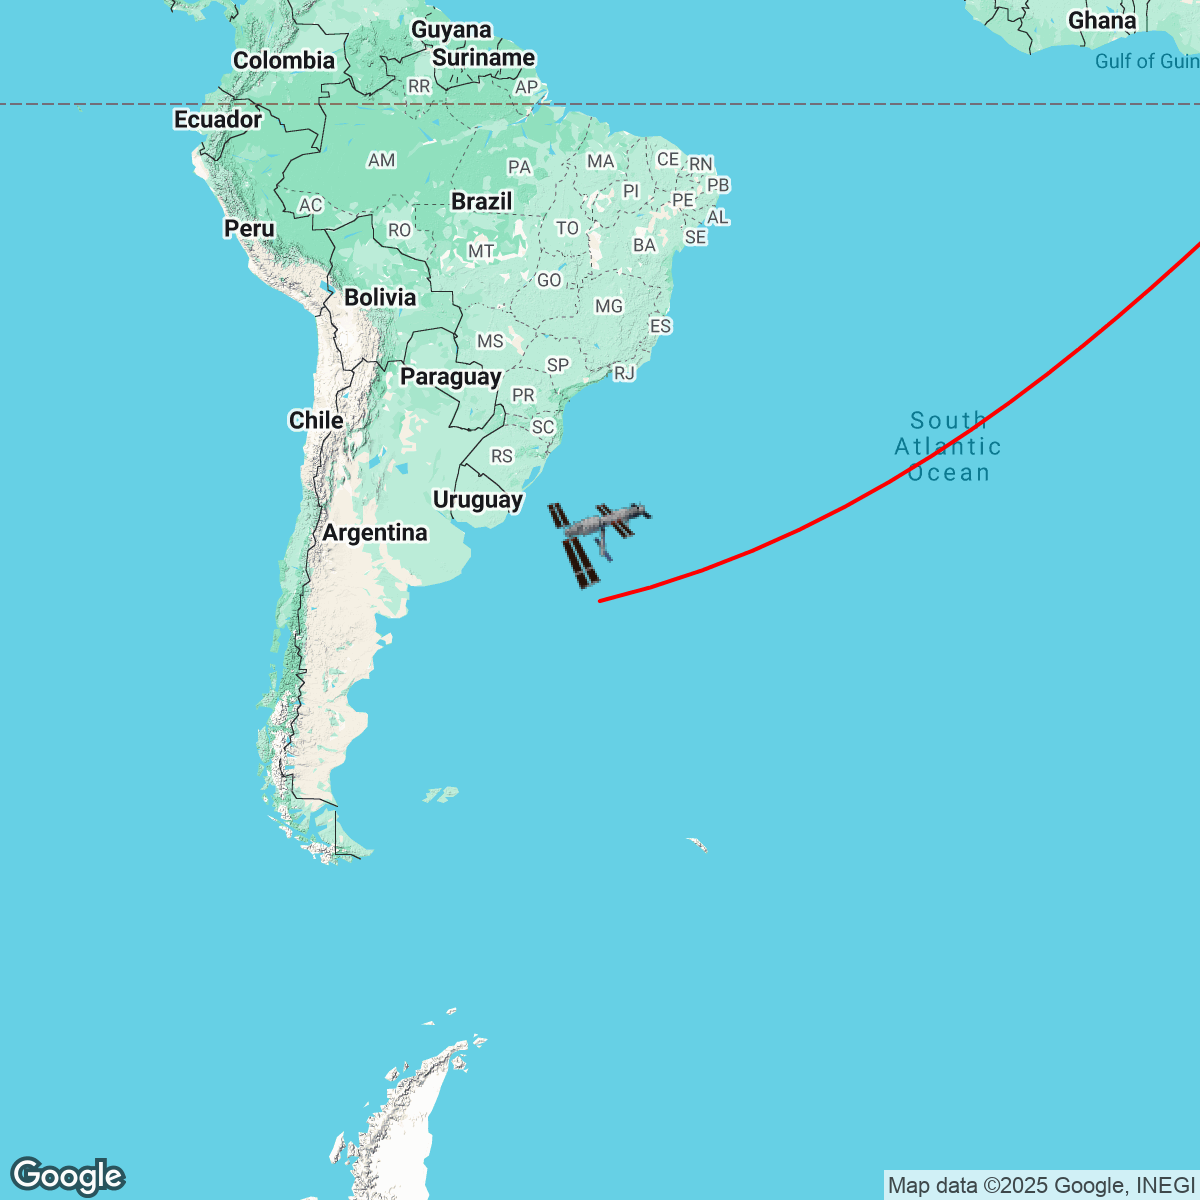 Guyana
Ghana
Colombia
Suriname
Gulf of Guin
RR
AP
Ecuador
AM
PA
MA
CE
RN
PI
PB
PE
Brazil
AC
AL
Peru
RO
TO
SE
MT
BA
GO
Bolivia
MG
ES
MS
SP
Paraguay
RJ
PR
Chile
SC
South
Atlantic
Ocean
RS
Uruguay
Argentina
Google
Map data ©2025 Google, INEGI